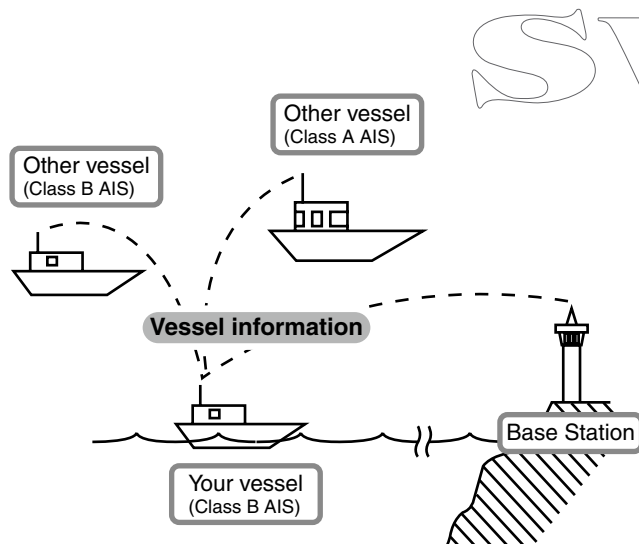 Other vessel
(Class A AIS)
Other vessel
(Class B AIS)
Vessel information
Base Station
Your vessel
(Class B AIS)